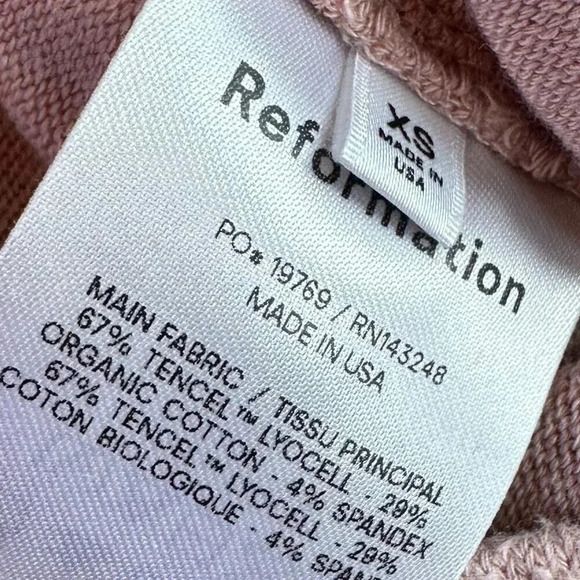 XS
MADE IN
USA
Reformation
PO# 19769 / RN143248
MADE IN USA
MAIN FABRIC / TISSU PRINCIPAL
67% TENCEL™ LYOCELL - 29%
ORGANIC COTTON - 4% SPANDEX
67% TENCEL™ LYOCELL - 29%
COTON BIOLOGIQUE - 4%